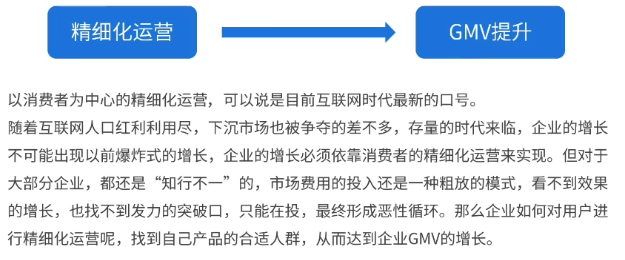 精细化运营
GMV提升
以消费者为中心的精细化运营，可以说是目前互联网时代最新的口号。
随着互联网人口红利利用尽，下沉市场也被争夺的差不多，存量的时代来临，企业的增长
不可能出现以前爆炸式的增长，企业的增长必须依靠消费者的精细化运营来实现。但对于
大部分企业，都还是“知行不一”的，市场费用的投入还是一种粗放的模式，看不到效果
的增长，也找不到发力的突破口，只能在投，最终形成恶性循环。那么企业如何对用户进
行精细化运营呢，找到自己产品的合适人群，从而达到企业GMV的增长。